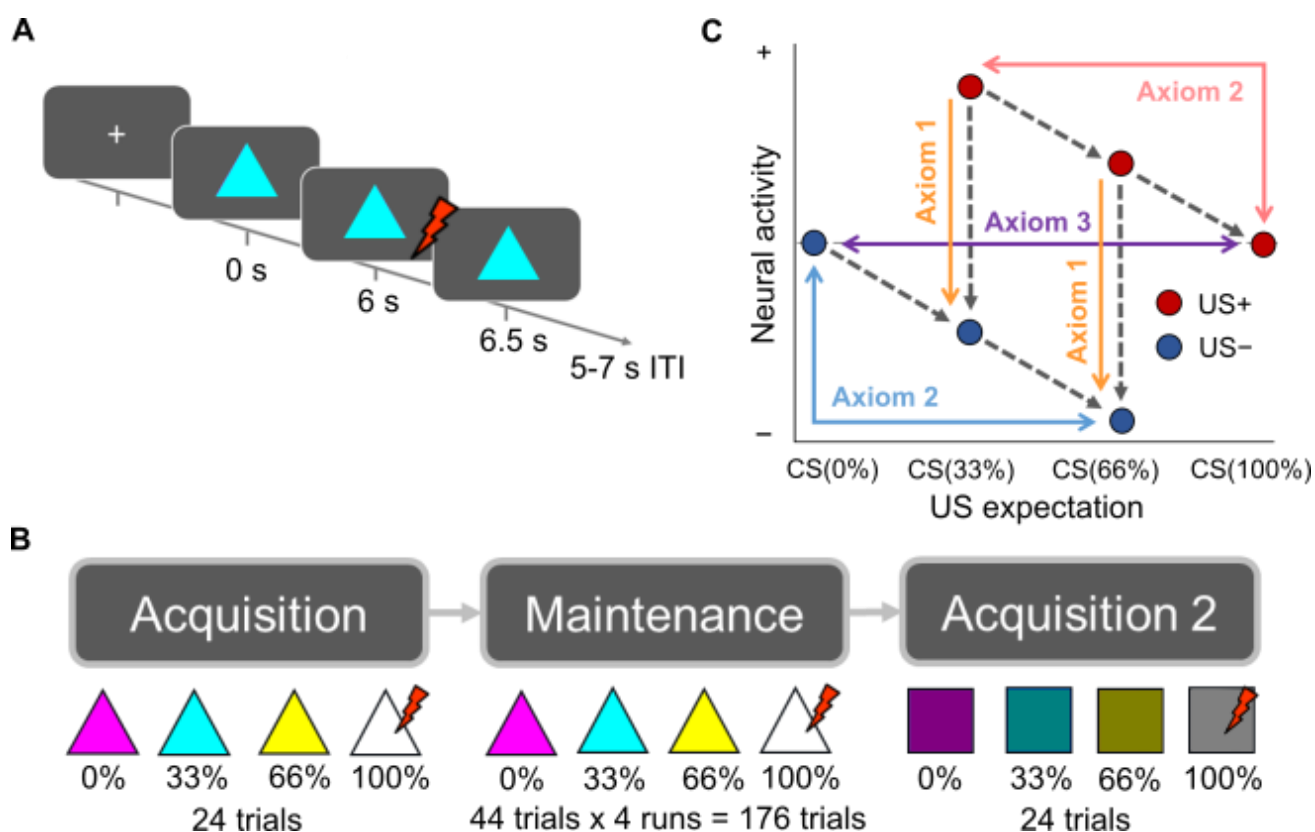 A
+
0 s
6 s
6.5 s
5-7 s ITI
C
+
Neural activity
–
Axiom 1
Axiom 2
Axiom 3
Axiom 1
Axiom 2
US+
US−
CS(0%) CS(33%) CS(66%) CS(100%)
US expectation
B
Acquisition Maintenance Acquisition 2
0% 33% 66% 100% 0% 33% 66% 100% 0% 33% 66% 100%
24 trials 44 trials x 4 runs = 176 trials 24 trials